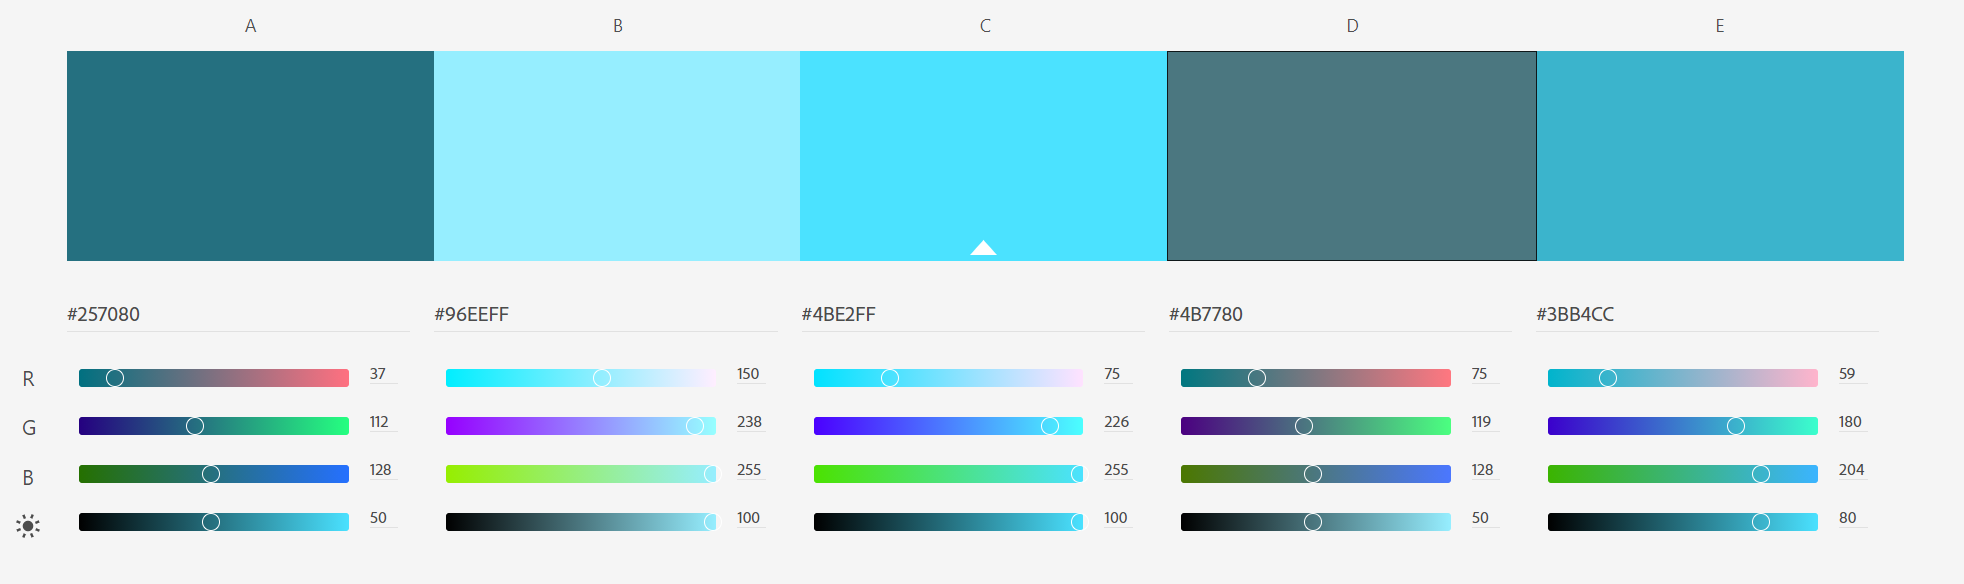 A B C D E
#257080 #96EEFF #4BE2FF #4B7780 #3BB4CC
R 37 150 75 75 59
G 112 238 226 119 180
B 128 255 255 128 204
50 100 100 50 80